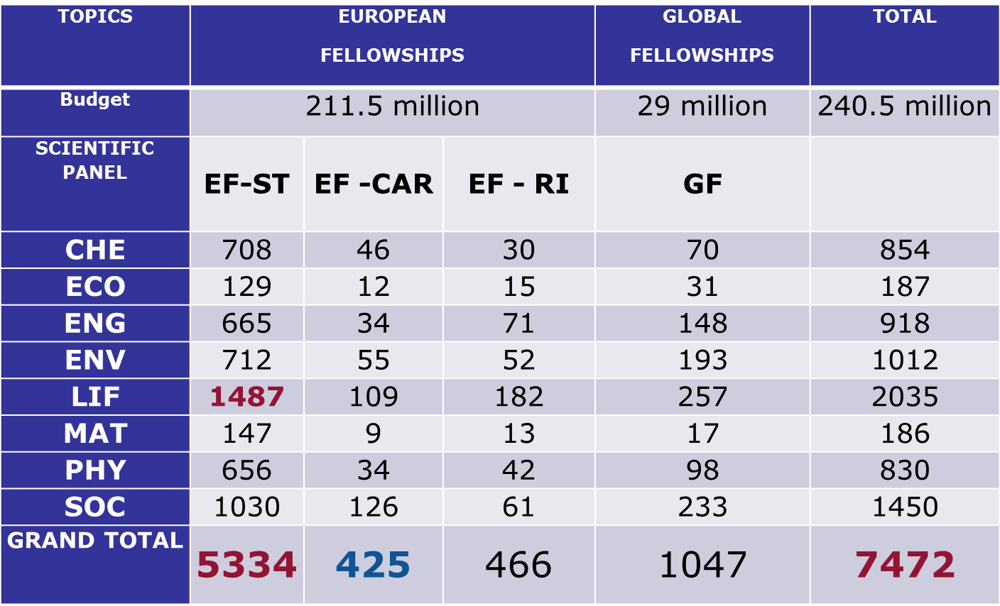 TOPICS EUROPEAN GLOBAL TOTAL
FELLOWSHIPS FELLOWSHIPS
Budget 211.5 million 29 million 240.5 million
SCIENTIFIC
PANEL EF-ST EF -CAR EF - RI GF
CHE 708 46 30 70 854
ECO 129 12 15 31 187
ENG 665 34 71 148 918
ENV 712 55 52 193 1012
LIF 1487 109 182 257 2035
MAT 147 9 13 17 186
PHY 656 34 42 98 830
SOC 1030 126 61 233 1450
GRAND TOTAL 5334 425 466 1047 7472